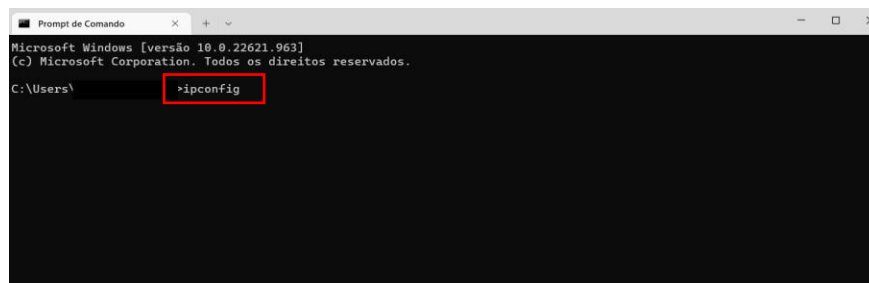 Prompt de Comando
Microsoft Windows [versão 10.0.22621.963]
(c) Microsoft Corporation. Todos os direitos reservados.
C:\Users\ >ipconfig